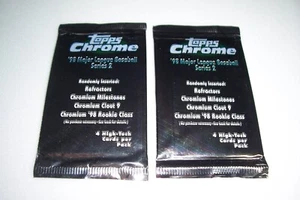 Topps
Chrome
'98 Major League Baseball
Series 2
Randomly Inserted:
Refractors
Chromium Milestones
Chromium Clout 9
Chromium '98 Rookie Class
4 High-Tech
Cards per
Pack
Topps
Chrome
'98 Major League Baseball
Series 2
Randomly Inserted:
Refractors
Chromium Milestones
Chromium Clout 9
Chromium '98 Rookie Class
4 High-Tech
Cards per
Pack